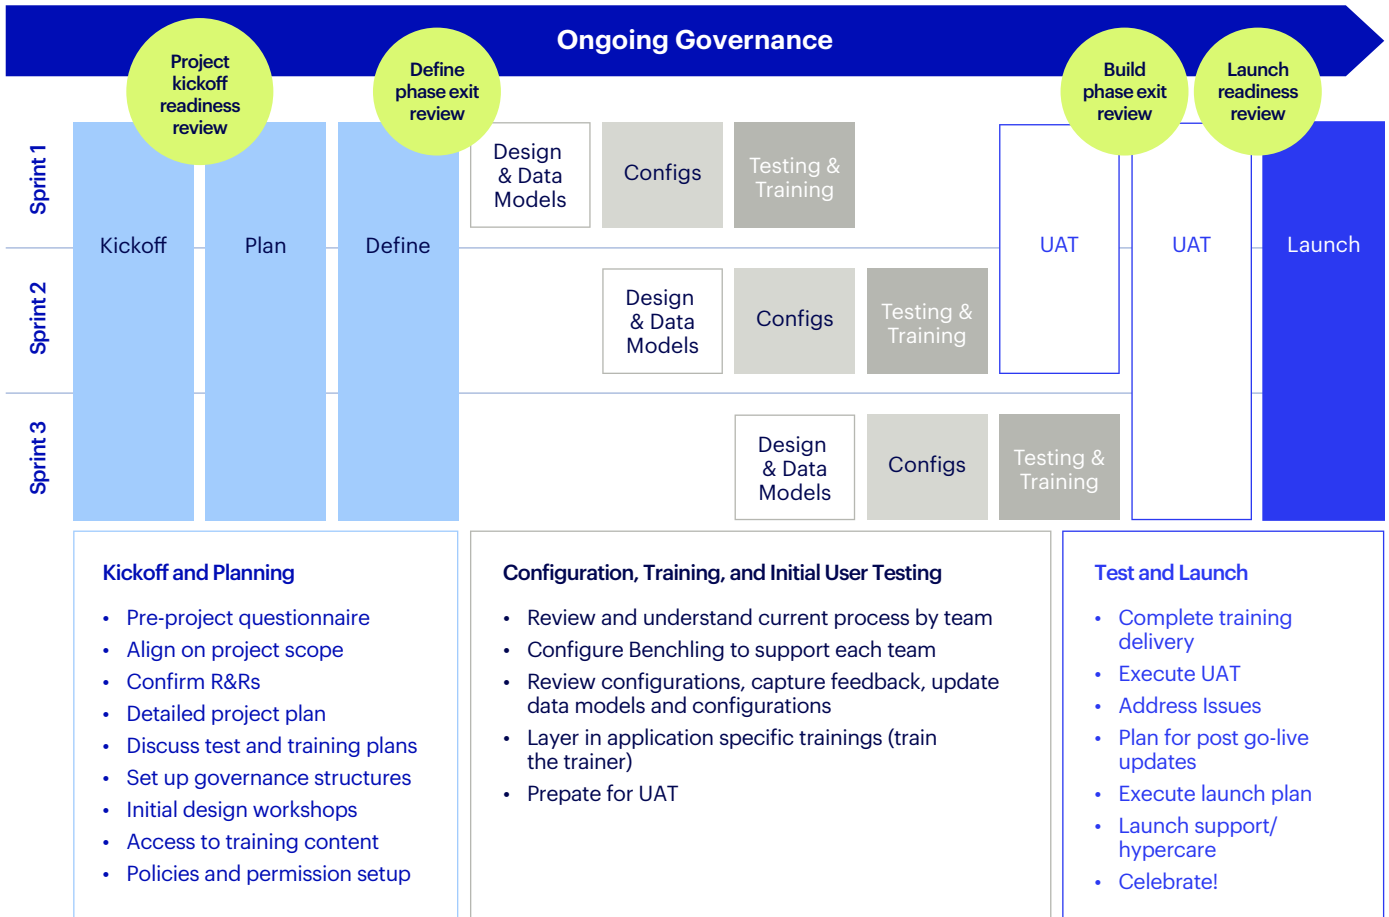 Ongoing Governance
Project
kickoff
readiness
review
Define
phase exit
review
Build
phase exit
review
Launch
readiness
review
Sprint 1
Design
& Data
Models
Configs
Testing &
Training
Kickoff
Plan
Define
UAT
UAT
Launch
Sprint 2
Design
& Data
Models
Configs
Testing &
Training
Sprint 3
Design
& Data
Models
Configs
Testing &
Training
Kickoff and Planning
• Pre-project questionnaire
• Align on project scope
• Confirm R&Rs
• Detailed project plan
• Discuss test and training plans
• Set up governance structures
• Initial design workshops
• Access to training content
• Policies and permission setup
Configuration, Training, and Initial User Testing
• Review and understand current process by team
• Configure Benchling to support each team
• Review configurations, capture feedback, update
data models and configurations
• Layer in application specific trainings (train
the trainer)
• Prepate for UAT
Test and Launch
• Complete training
delivery
• Execute UAT
• Address Issues
• Plan for post go-live
updates
• Execute launch plan
• Launch support/
hypercare
• Celebrate!